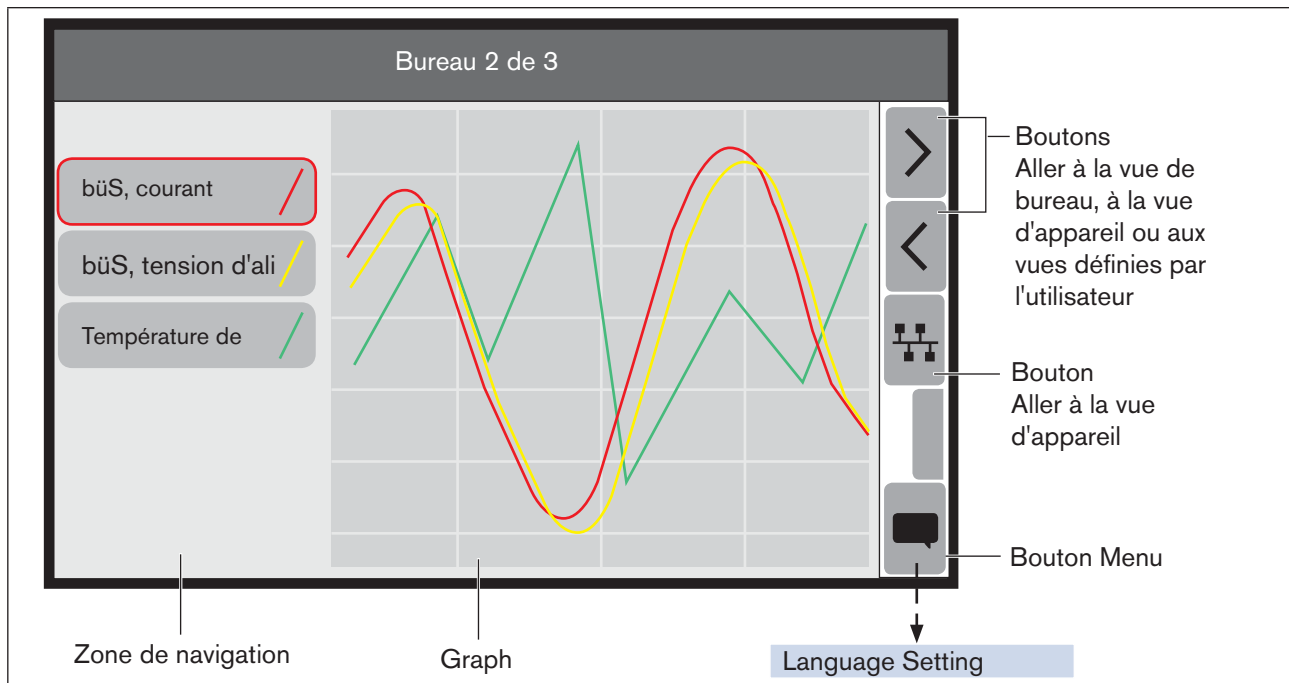 Bureau 2 de 3
büS, courant
büS, tension d'ali
Température de
Boutons
Aller à la vue de
bureau, à la vue
d'appareil ou aux
vues définies par
l'utilisateur
Bouton
Aller à la vue
d'appareil
Bouton Menu
Zone de navigation
Graph
Language Setting